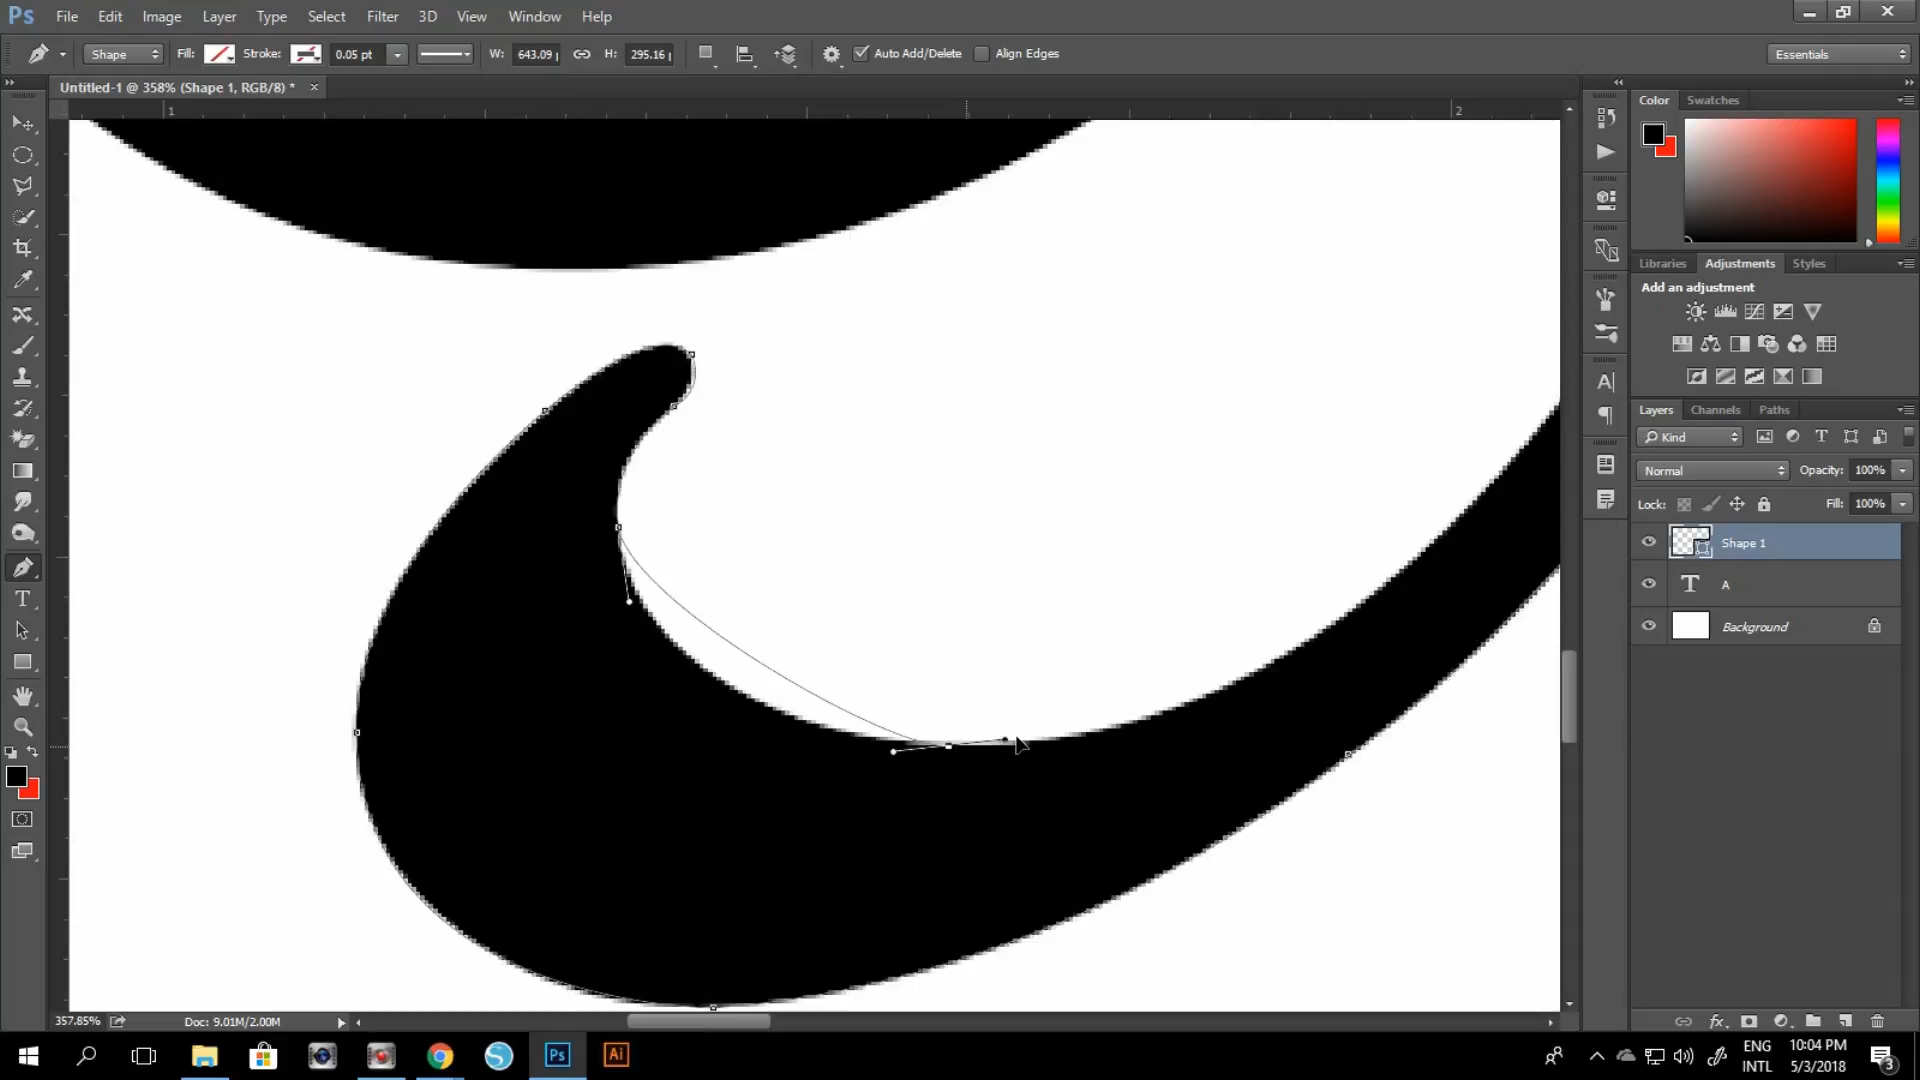 Ps File Edit Image Layer Type Select Filter 3D View Window Help
Shape Fill: Stroke: 0.05 pt W: 643.09 p H: 295.16 p Auto Add/Delete Align Edges Essentials
Untitled-1 @ 358% (Shape 1, RGB/8) *
1 2
Color Swatches
Libraries Adjustments Styles
Add an adjustment
Layers Channels Paths
Kind
Normal Opacity: 100%
Lock: Fill: 100%
Shape 1
A
Background
357.85% Doc: 9.01M/2.00M
Ps Ai
ENG 10:04 PM
INTL 5/3/2018
3